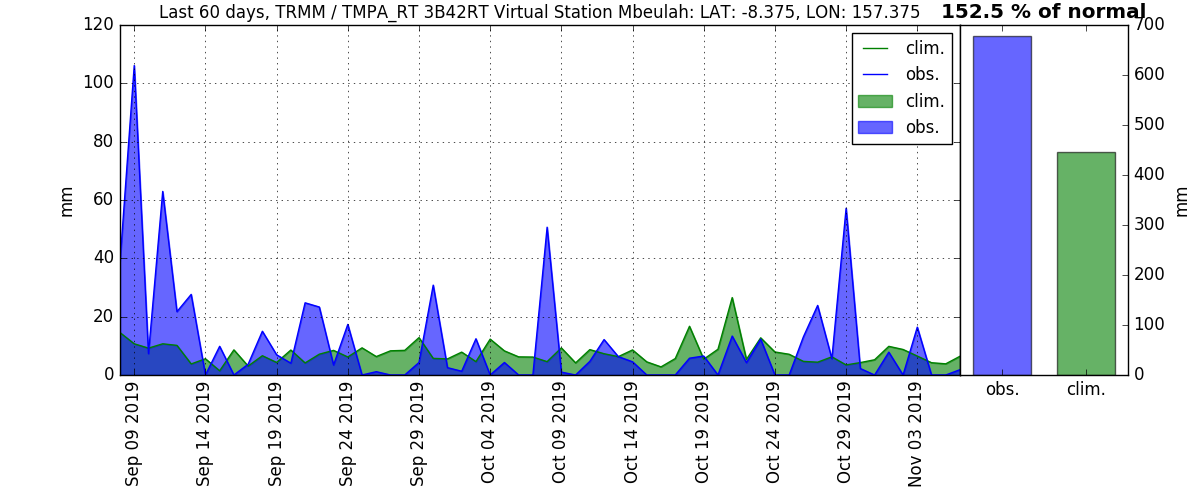 Last 60 days, TRMM / TMPA_RT 3B42RT Virtual Station Mbeulah: LAT: -8.375, LON: 157.375
152.5 % of normal
120
100
80
60
40
20
0
mm
clim.
obs.
clim.
obs.
700
600
500
400
300
200
100
0
mm
Sep 09 2019
Sep 14 2019
Sep 19 2019
Sep 24 2019
Sep 29 2019
Oct 04 2019
Oct 09 2019
Oct 14 2019
Oct 19 2019
Oct 24 2019
Oct 29 2019
Nov 03 2019
obs.
clim.